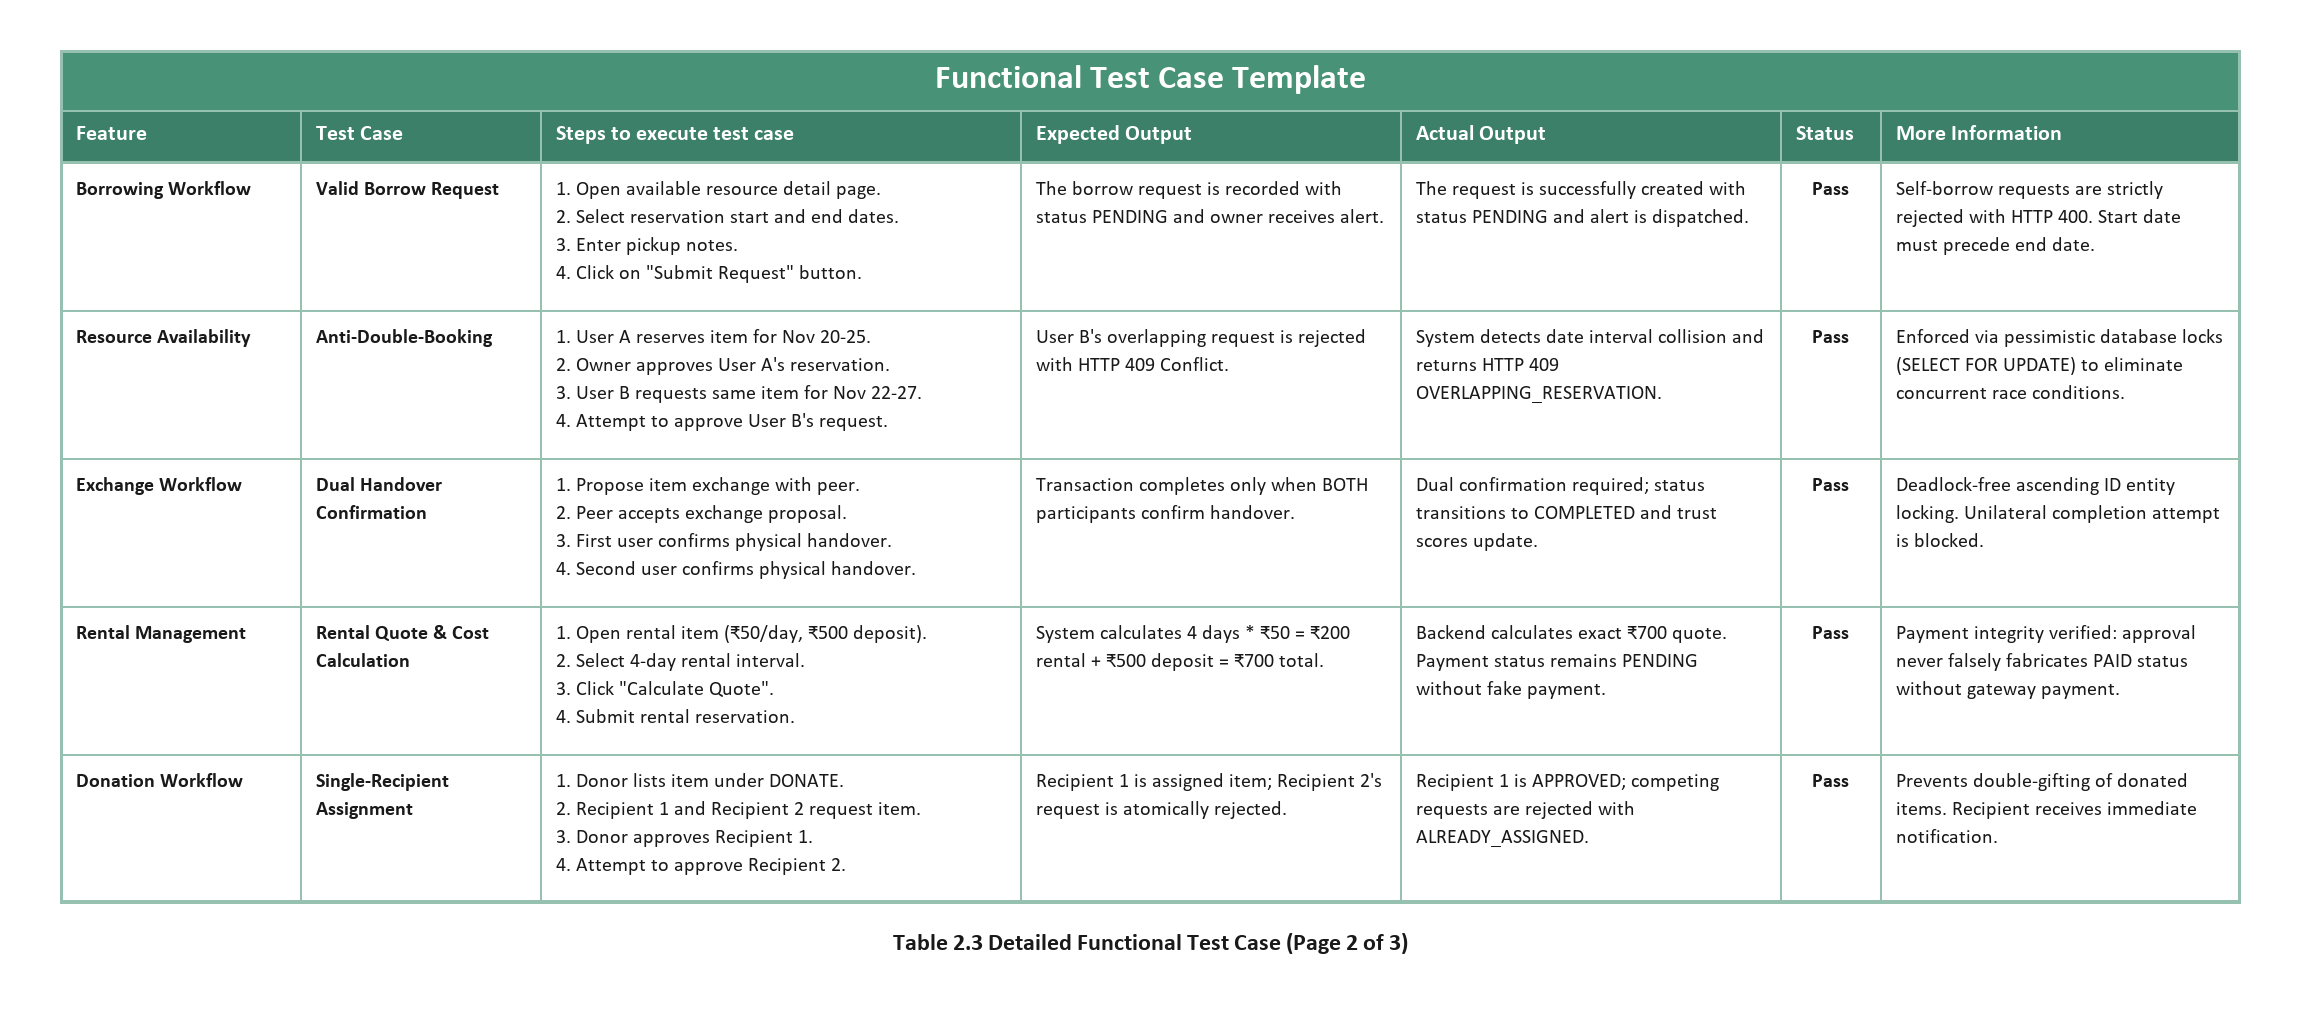 Functional Test Case Template
Feature
Test Case
Steps to execute test case
Expected Output
Actual Output
Status
More Information
Borrowing Workflow
Valid Borrow Request
1. Open available resource detail page.
2. Select reservation start and end dates.
3. Enter pickup notes.
4. Click on "Submit Request" button.
The borrow request is recorded with
status PENDING and owner receives alert.
The request is successfully created with
status PENDING and alert is dispatched.
Pass
Self-borrow requests are strictly
rejected with HTTP 400. Start date
must precede end date.
Resource Availability
Anti-Double-Booking
1. User A reserves item for Nov 20-25.
2. Owner approves User A's reservation.
3. User B requests same item for Nov 22-27.
4. Attempt to approve User B's request.
User B's overlapping request is rejected
with HTTP 409 Conflict.
System detects date interval collision and
returns HTTP 409
OVERLAPPING_RESERVATION.
Pass
Enforced via pessimistic database locks
(SELECT FOR UPDATE) to eliminate
concurrent race conditions.
Exchange Workflow
Dual Handover
Confirmation
1. Propose item exchange with peer.
2. Peer accepts exchange proposal.
3. First user confirms physical handover.
4. Second user confirms physical handover.
Transaction completes only when BOTH
participants confirm handover.
Dual confirmation required; status
transitions to COMPLETED and trust
scores update.
Pass
Deadlock-free ascending ID entity
locking. Unilateral completion attempt
is blocked.
Rental Management
Rental Quote & Cost
Calculation
1. Open rental item (₹50/day, ₹500 deposit).
2. Select 4-day rental interval.
3. Click "Calculate Quote".
4. Submit rental reservation.
System calculates 4 days * ₹50 = ₹200
rental + ₹500 deposit = ₹700 total.
Backend calculates exact ₹700 quote.
Payment status remains PENDING
without fake payment.
Pass
Payment integrity verified: approval
never falsely fabricates PAID status
without gateway payment.
Donation Workflow
Single-Recipient
Assignment
1. Donor lists item under DONATE.
2. Recipient 1 and Recipient 2 request item.
3. Donor approves Recipient 1.
4. Attempt to approve Recipient 2.
Recipient 1 is assigned item; Recipient 2's
request is atomically rejected.
Recipient 1 is APPROVED; competing
requests are rejected with
ALREADY_ASSIGNED.
Pass
Prevents double-gifting of donated
items. Recipient receives immediate
notification.
Table 2.3 Detailed Functional Test Case (Page 2 of 3)